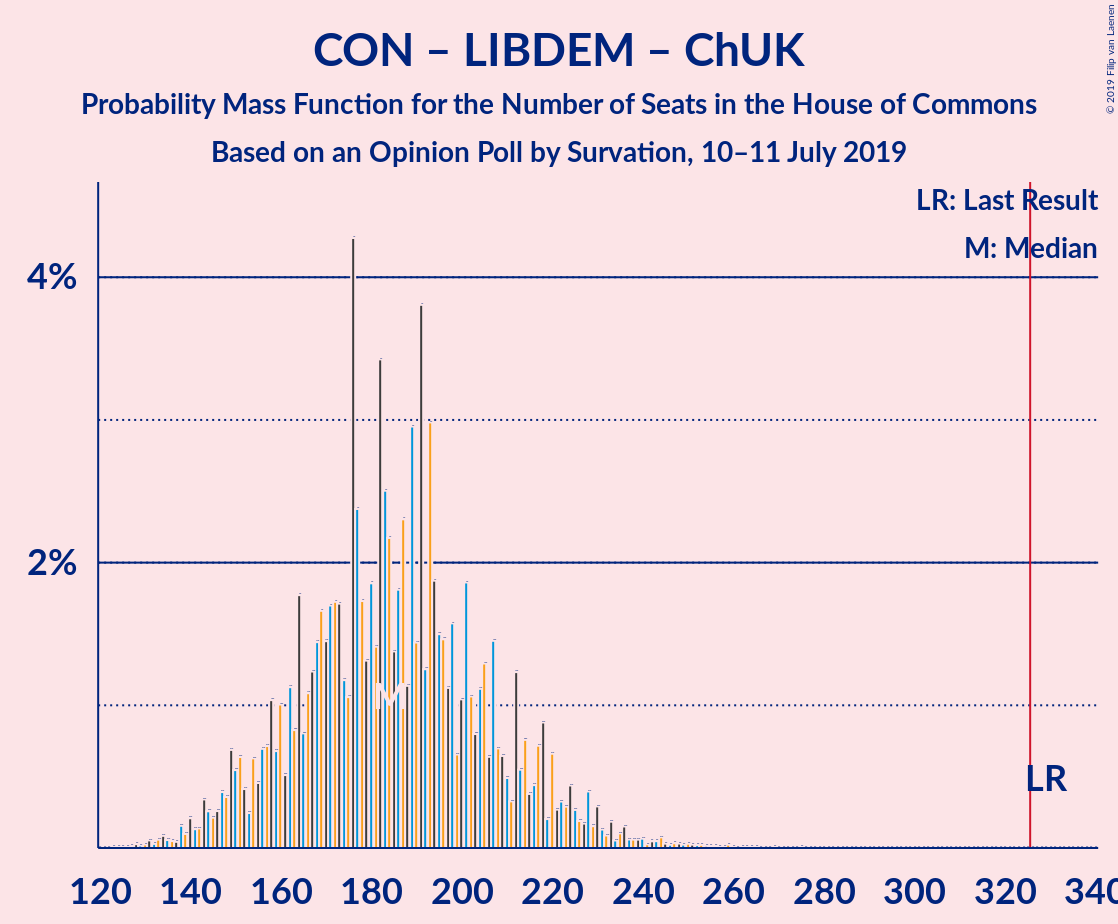 CON – LIBDEM – ChUK
Probability Mass Function for the Number of Seats in the House of Commons
Based on an Opinion Poll by Survation, 10–11 July 2019
© 2019 Filip van Laenen
LR: Last Result
M: Median
4%
2%
M
LR
120 140 160 180 200 220 240 260 280 300 320 340